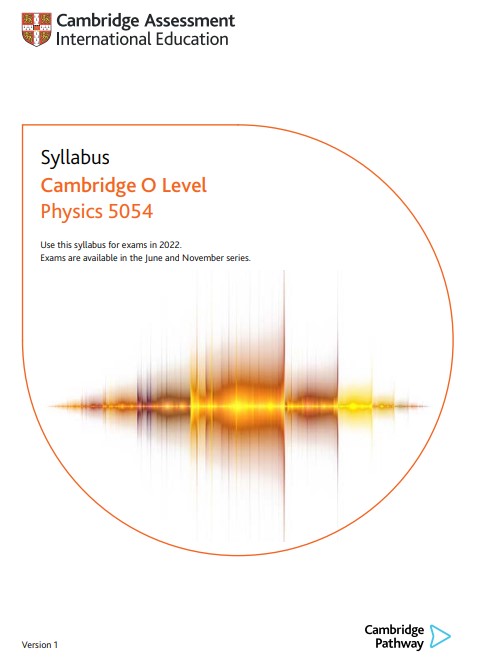 Cambridge Assessment
International Education
Syllabus
Cambridge O Level
Physics 5054
Use this syllabus for exams in 2022.
Exams are available in the June and November series.
Version 1
Cambridge
Pathway